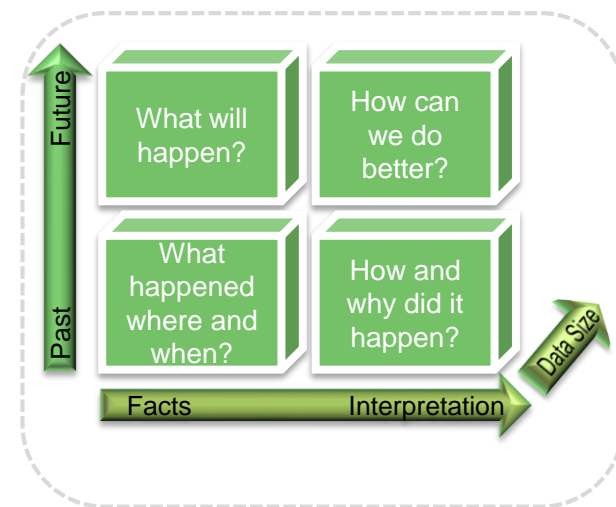 Future
What will
happen?
How can
we do
better?
Past
What
happened
where and
when?
How and
why did it
happen?
Data Size
Facts
Interpretation